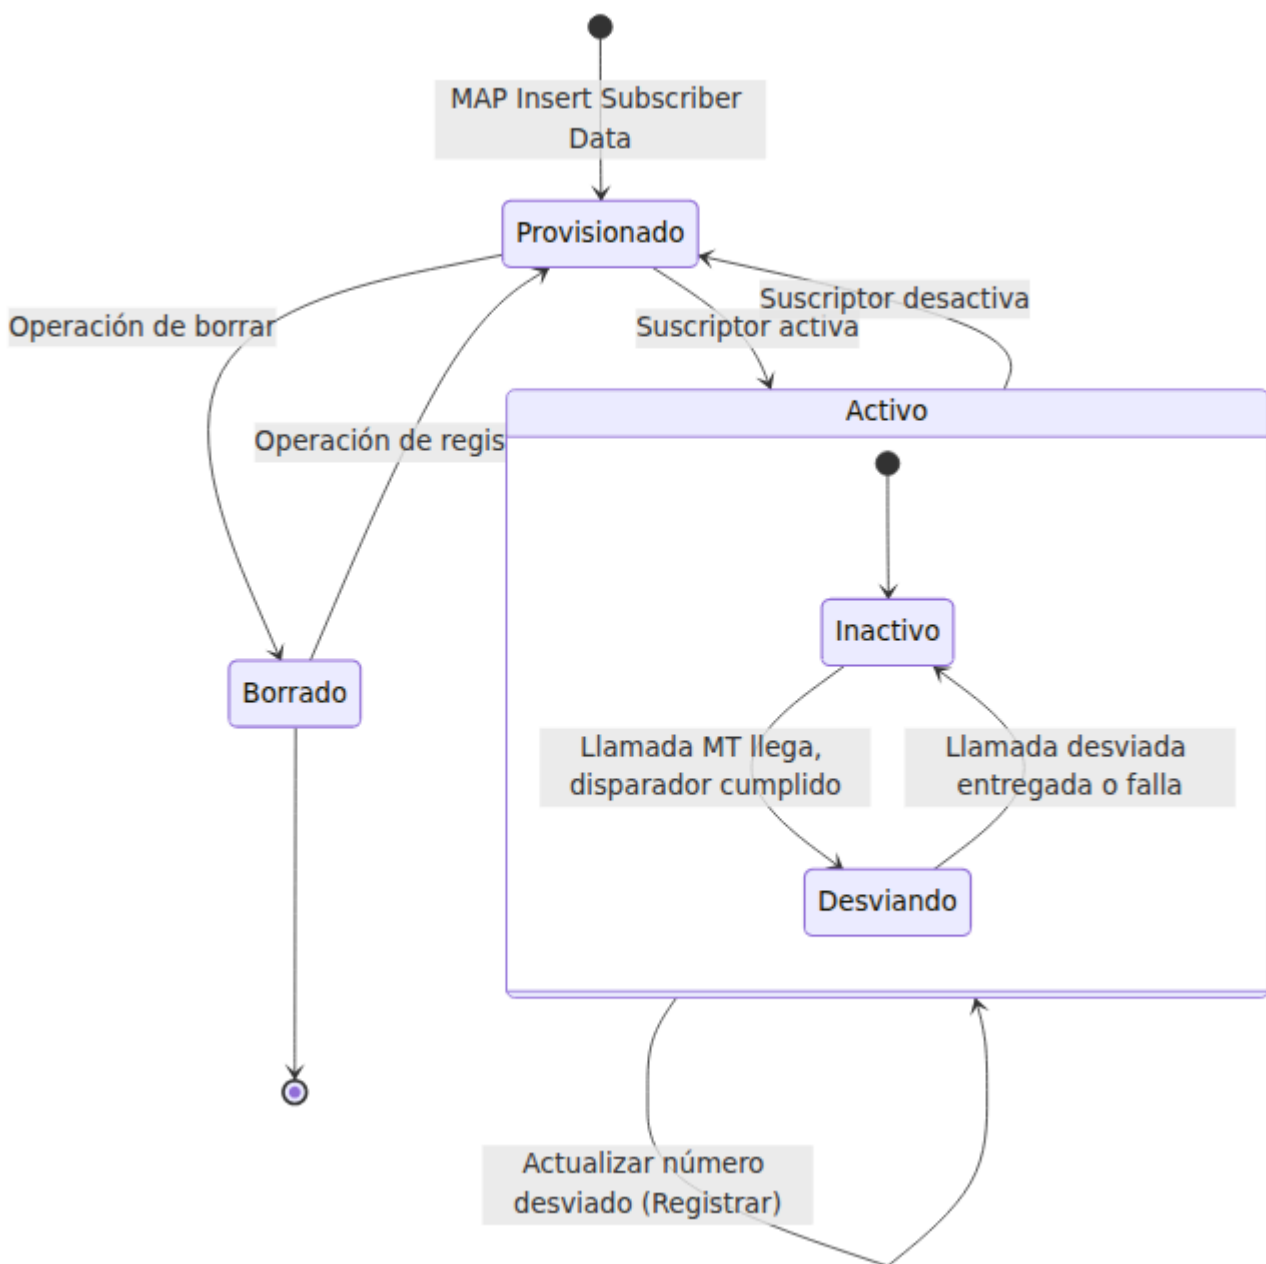 MAP Insert Subscriber
Data
Provisionado
Suscriptor desactiva
Operación de borrar
Suscriptor activa
Activo
Operación de regis
Inactivo
Borrado
Llamada MT llega,
disparador cumplido
Llamada desviada
entregada o falla
Desviando
Actualizar número
desviado (Registrar)